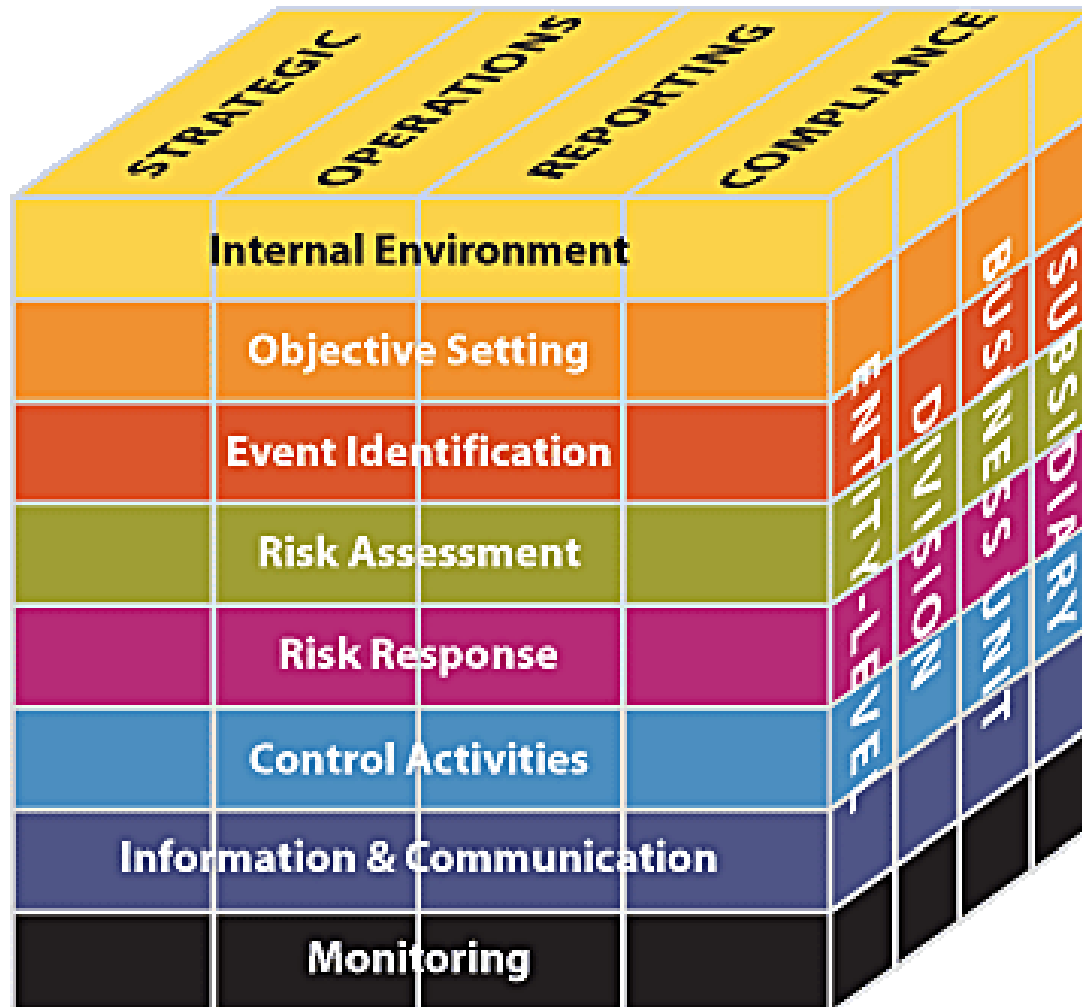 STRATEGIC
OPERATIONS
REPORTING
COMPLIANCE
Internal Environment
Objective Setting
Event Identification
Risk Assessment
Risk Response
Control Activities
Information & Communication
Monitoring
ENTITY-LEVEL
DIVISION
BUSINESS UNIT
SUBSIDIARY